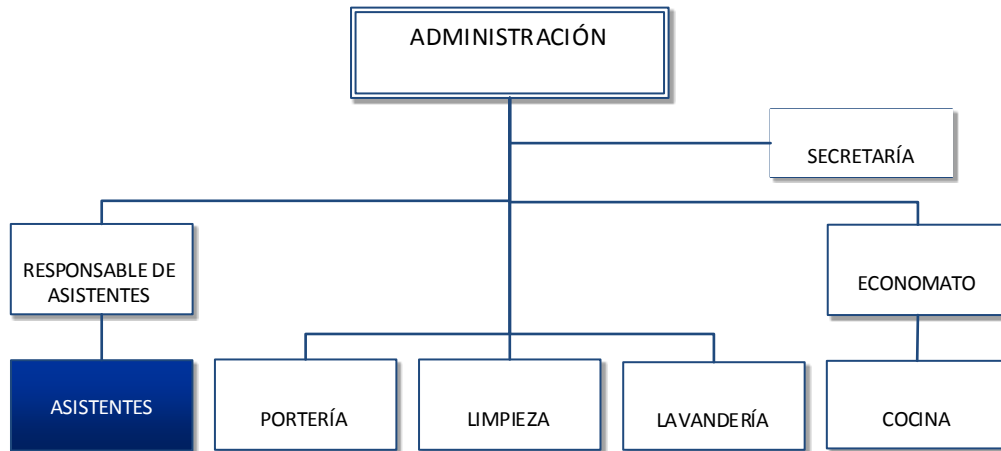 ADMINISTRACIÓN
SECRETARÍA
RESPONSABLE DE
ASISTENTES
ECONOMATO
ASISTENTES
PORTERÍA
LIMPIEZA
LAVANDERÍA
COCINA